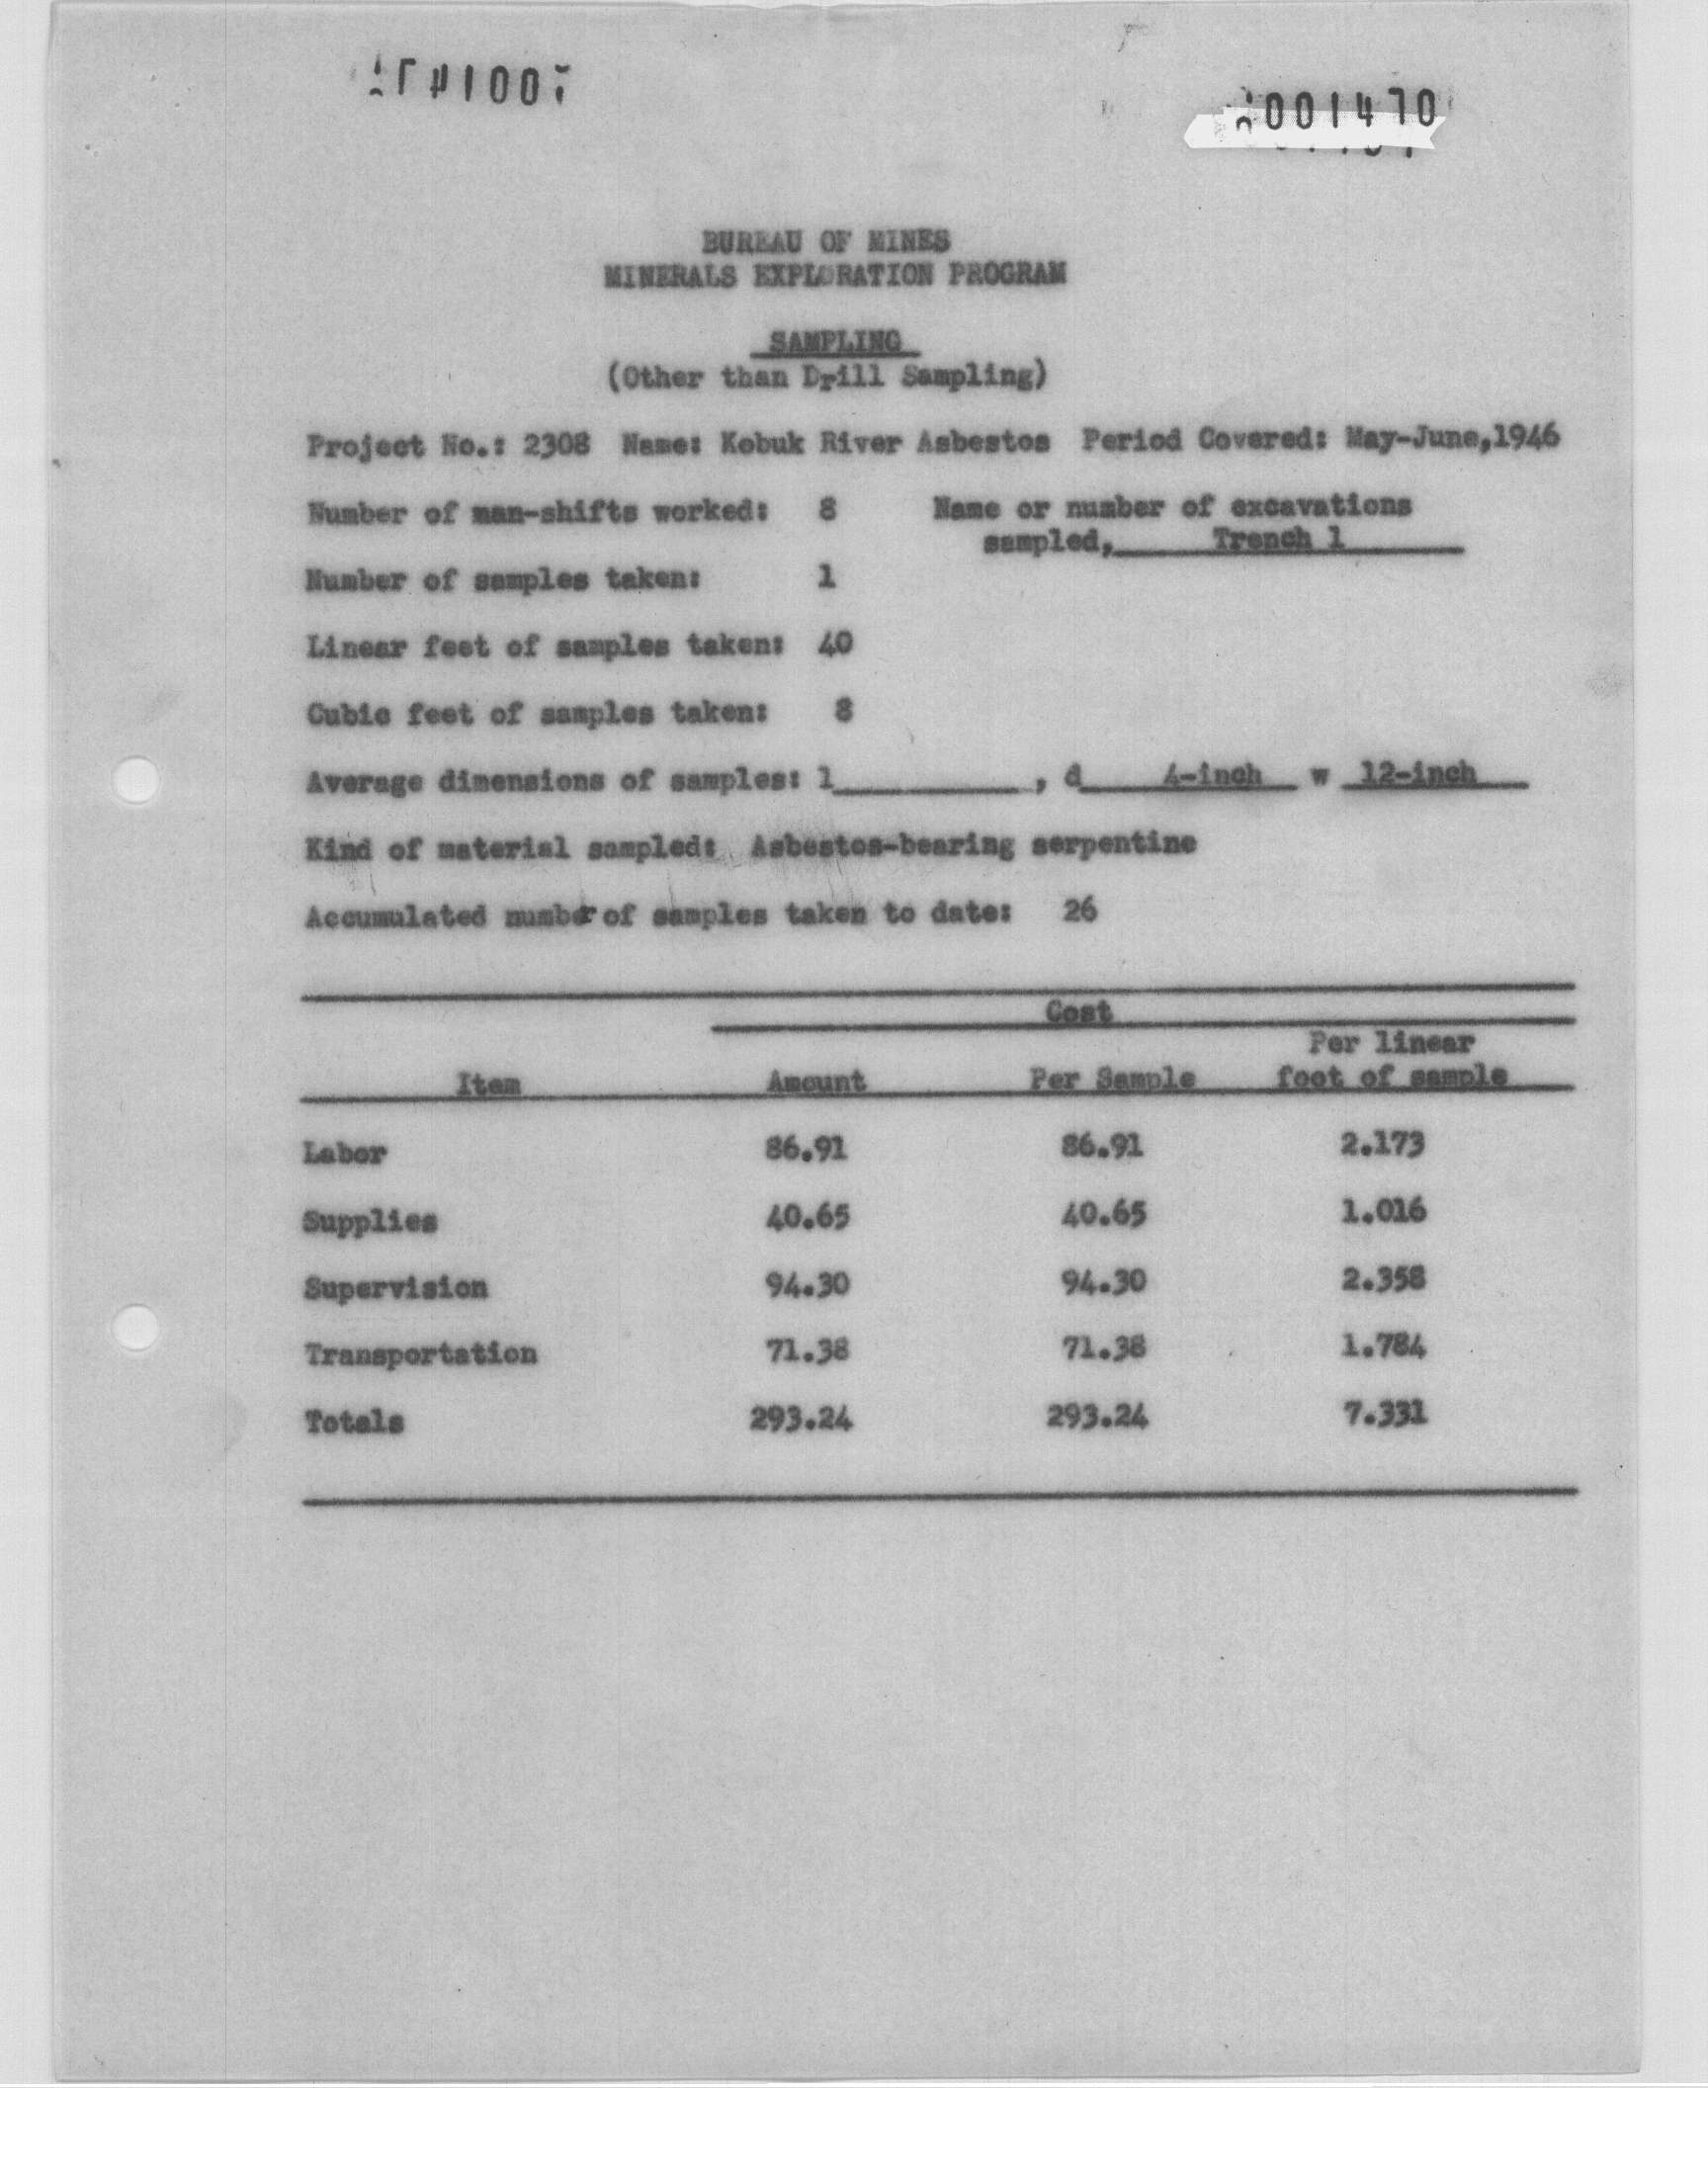 001470
BUREAU OF MINES
MINERALS EXPLORATION PROGRAM
SAMPLING
(Other than Drill Sampling)
Project No.: 2308 Name: Kobuk River Asbestos Period Covered: May-June,1946
Number of man-shifts worked: 8 Name or number of excavations
sampled, Trench 1
Number of samples taken: 1
Linear feet of samples taken: 40
Cubic feet of samples taken: 8
Average dimensions of samples: l , d 4-inch w 12-inch
Kind of material sampled: Asbestos-bearing serpentine
Accumulated number of samples taken to date: 26
Cost
Per linear
Item Amount Per Sample foot of sample
Labor 86.91 86.91 2.173
Supplies 40.65 40.65 1.016
Supervision 94.30 94.30 2.358
Transportation 71.38 71.38 1.784
Totals 293.24 293.24 7.331